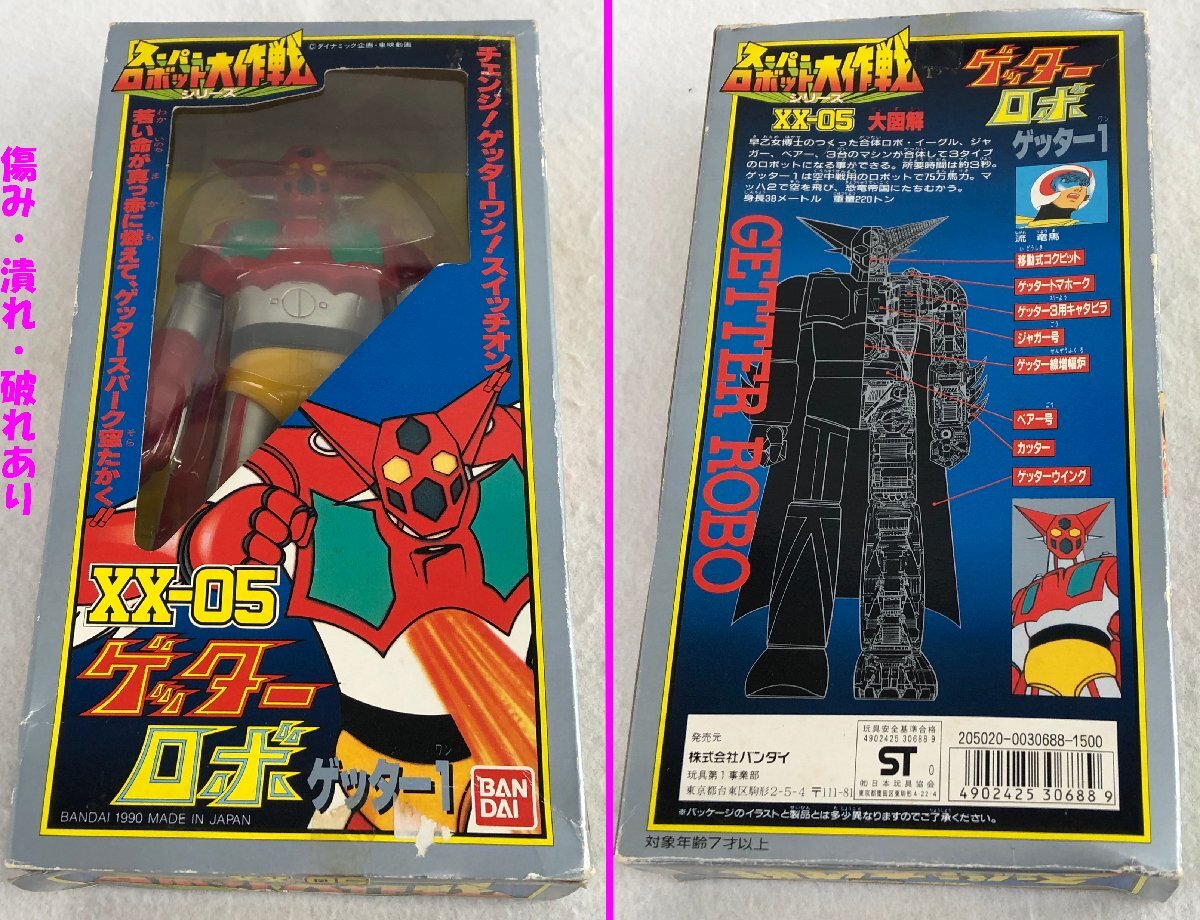 傷み・潰れ・破れあり
©ダイナミック企画・東映動画
スーパー
ロボット大作戦
シリーズ
チェンジ!ゲッターワン!スイッチオン!!
若い命が真っ赤に燃えて、ゲッタースパーク空たかく!!
XX-05
ゲッター
ロボ
ゲッター1
BANDAI 1990 MADE IN JAPAN
BAN
DAI
スーパー
ロボット大作戦
シリーズ
ゲッター
ロボ
ゲッター1
XX-05 大図解
早乙女博士のつくった合体ロボ・イーグル、ジャ
ガー、ベアー、3台のマシンが合体して3タイプ
のロボットになる事ができる。所要時間は約3秒。
ゲッター1は空中戦用のロボットで75万馬力。マ
ッハ2で空を飛び、恐竜帝国にたちむかう。
身長38メートル 重量220トン
流 竜馬
GETTER ROBO
移動式コクピット
ゲッタートマホーク
ゲッター3用キャタピラ
ジャガー号
ゲッター線増幅炉
ベアー号
カッター
ゲッターウイング
発売元
株式会社バンダイ
玩具第1事業部
東京都台東区駒形2-5-4 〒111-81
玩具安全基準合格
4902425 30688 9
ST 0
㈳日本玩具協会
東京都墨田区東駒形4-22-4
205020-0030688-1500
4902425 306889
※パッケージのイラストと製品とは多少異なりますのでご了承ください。
対象年齢7才以上